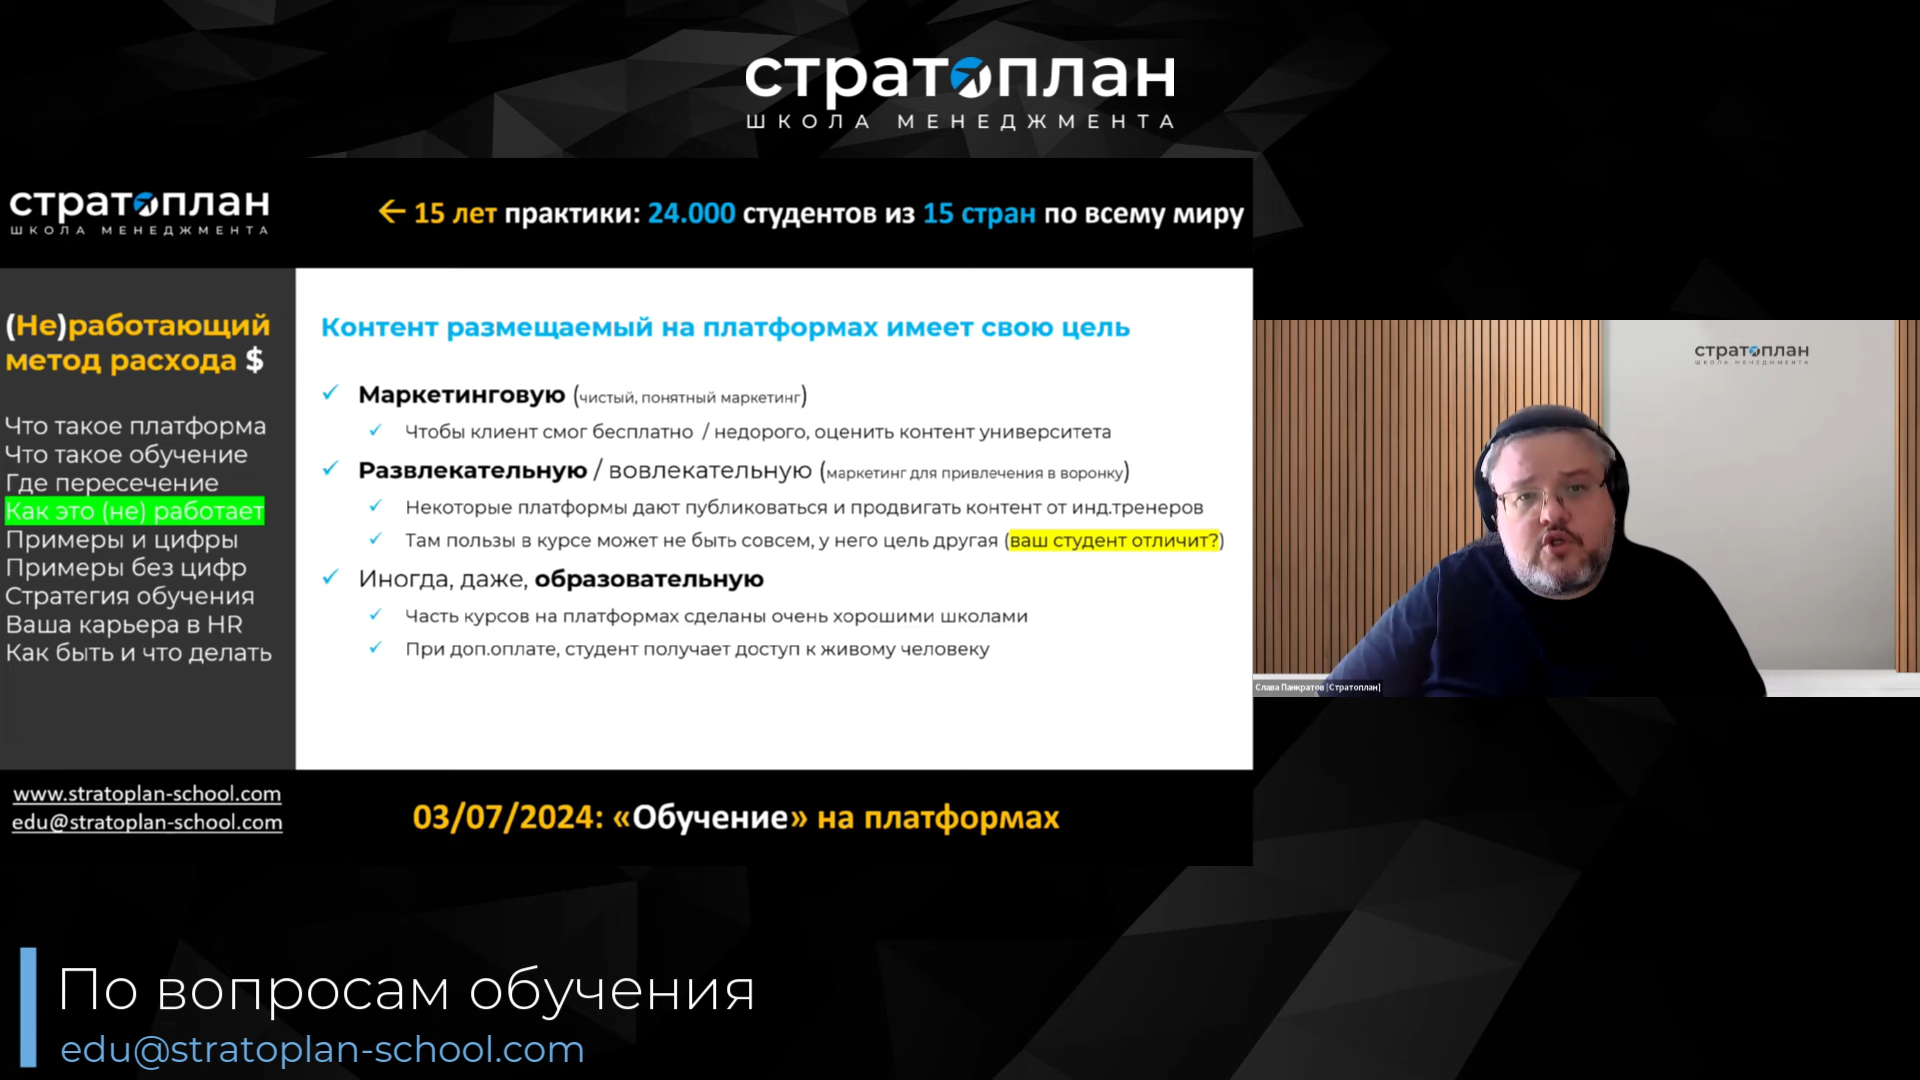 стратоплан
ШКОЛА МЕНЕДЖМЕНТА
стратоплан
ШКОЛА МЕНЕДЖМЕНТА
← 15 лет практики: 24.000 студентов из 15 стран по всему миру
(Не)работающий
метод расхода $
Что такое платформа
Что такое обучение
Где пересечение
Как это (не) работает
Примеры и цифры
Примеры без цифр
Стратегия обучения
Ваша карьера в HR
Как быть и что делать
Контент размещаемый на платформах имеет свою цель
✓ Маркетинговую (чистый, понятный маркетинг)
✓ Чтобы клиент смог бесплатно / недорого, оценить контент университета
✓ Развлекательную / вовлекательную (маркетинг для привлечения в воронку)
✓ Некоторые платформы дают публиковаться и продвигать контент от инд.тренеров
✓ Там пользы в курсе может не быть совсем, у него цель другая (ваш студент отличит?)
✓ Иногда, даже, образовательную
✓ Часть курсов на платформах сделаны очень хорошими школами
✓ При доп.оплате, студент получает доступ к живому человеку
стратоплан
ШКОЛА МЕНЕДЖМЕНТА
Слава Панкратов [Стратоплан]
www.stratoplan-school.com
edu@stratoplan-school.com
03/07/2024: «Обучение» на платформах
По вопросам обучения
edu@stratoplan-school.com